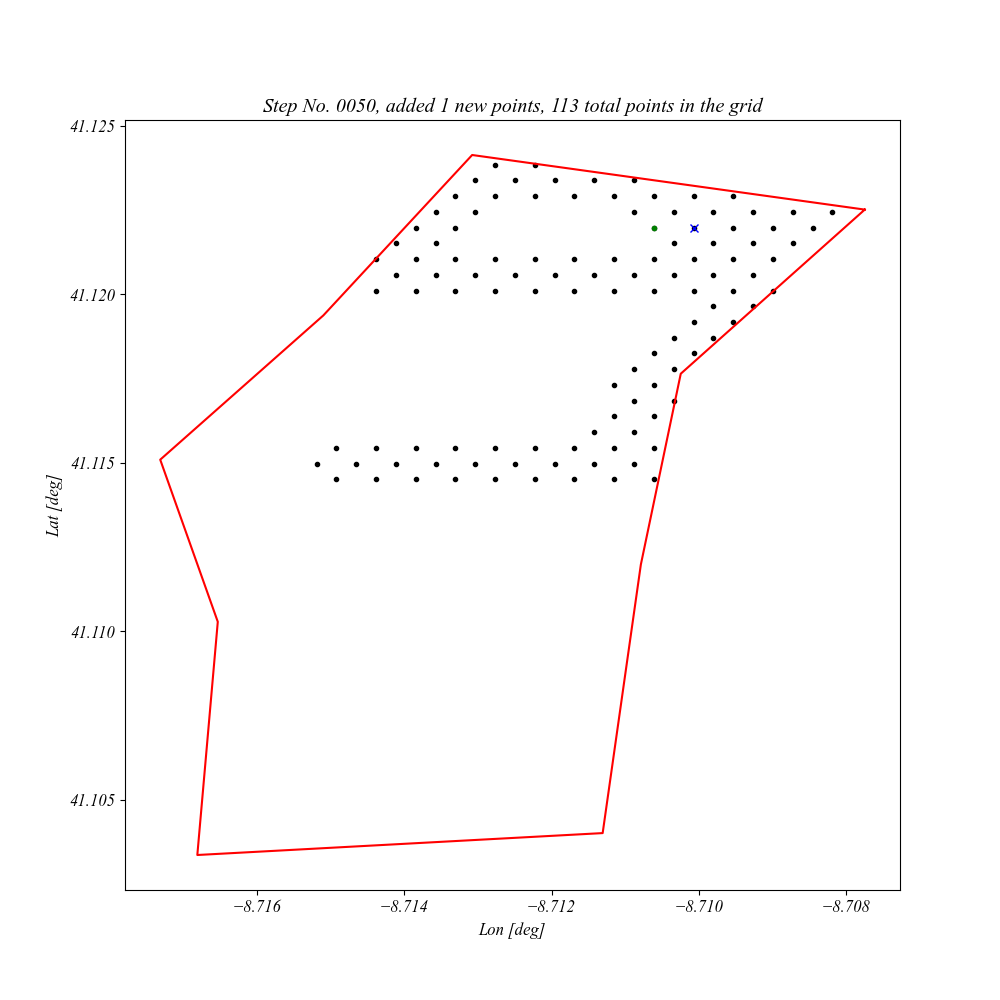 Step No. 0050, added 1 new points, 113 total points in the grid
41.125
41.120
41.115
41.110
41.105
Lat [deg]
−8.716 −8.714 −8.712 −8.710 −8.708
Lon [deg]